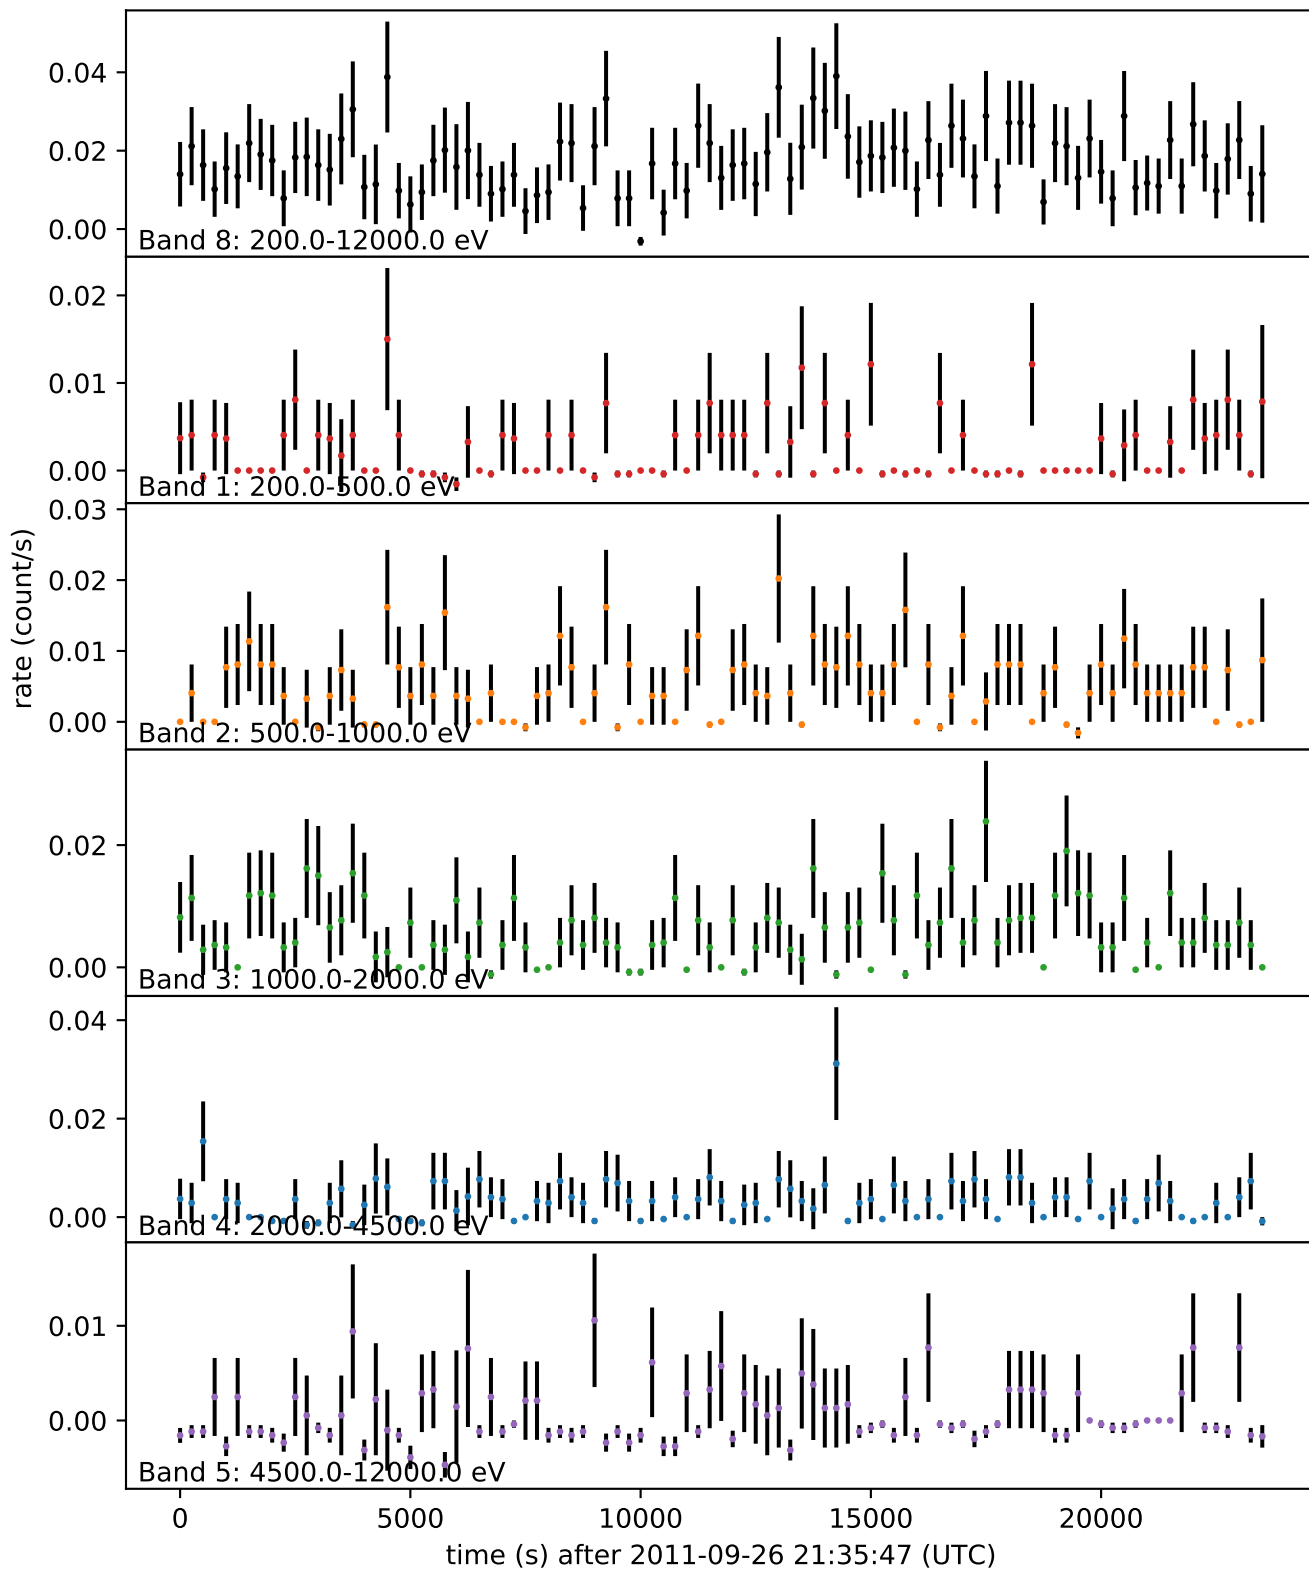 0.04
0.02
0.00
Band 8: 200.0-12000.0 eV
0.02
0.01
0.00
Band 1: 200.0-500.0 eV
0.03
0.02
0.01
0.00
Band 2: 500.0-1000.0 eV
rate (count/s)
0.02
0.00
Band 3: 1000.0-2000.0 eV
0.04
0.02
0.00
Band 4: 2000.0-4500.0 eV
0.01
0.00
Band 5: 4500.0-12000.0 eV
0 5000 10000 15000 20000
time (s) after 2011-09-26 21:35:47 (UTC)